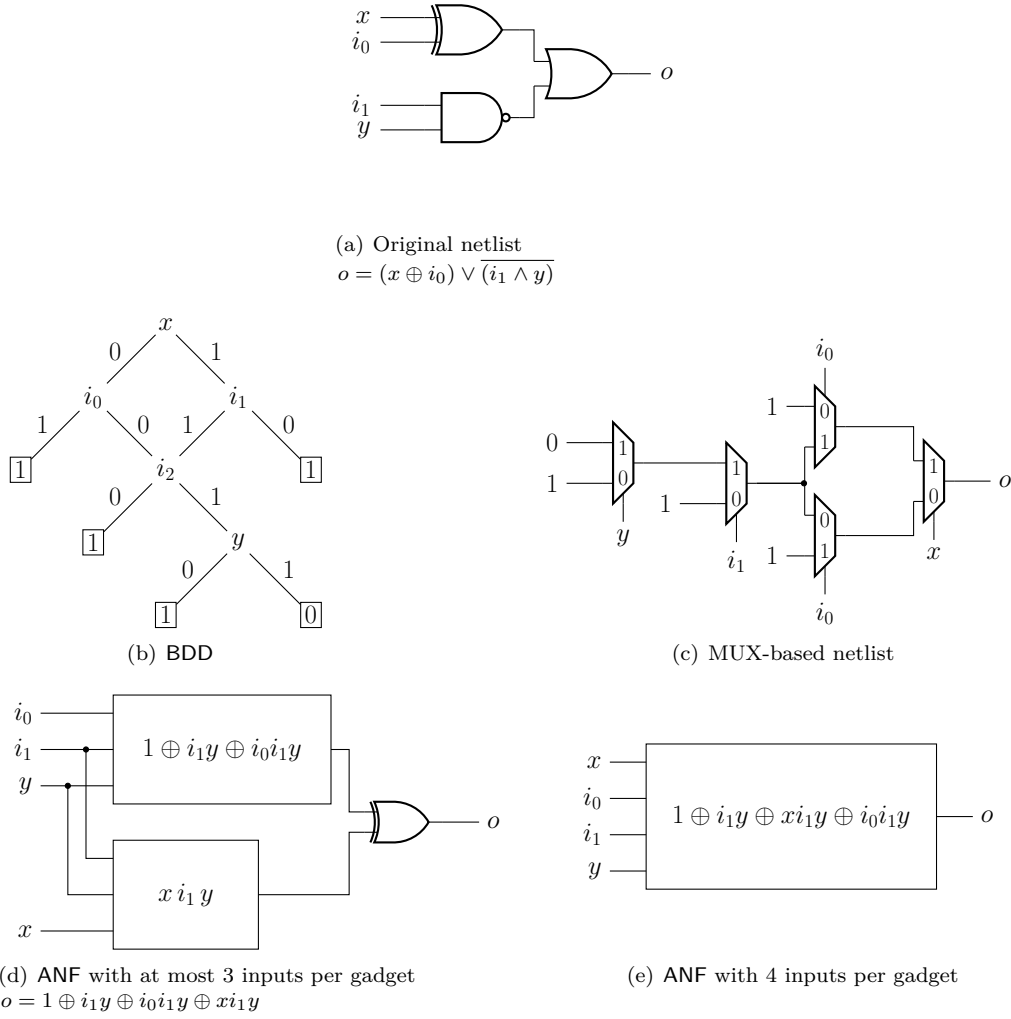 x
i₀
i₁
y
o
(a) Original netlist
o = (x ⊕ i₀) ∨ \overline{(i₁ ∧ y)}
x
0 1
i₀ i₁
1 0 1 0
1 i₂ 1
0 1
1 y
0 1
1 0
(b) BDD
i₀
1 0
1
0 1
1 0
y
1
1 0
i₁
0
1 1
i₀
1
0
x
o
(c) MUX-based netlist
i₀
i₁
y
1 ⊕ i₁y ⊕ i₀i₁y
x i₁ y
x
o
(d) ANF with at most 3 inputs per gadget
o = 1 ⊕ i₁y ⊕ i₀i₁y ⊕ xi₁y
x
i₀
i₁
y
1 ⊕ i₁y ⊕ xi₁y ⊕ i₀i₁y
o
(e) ANF with 4 inputs per gadget